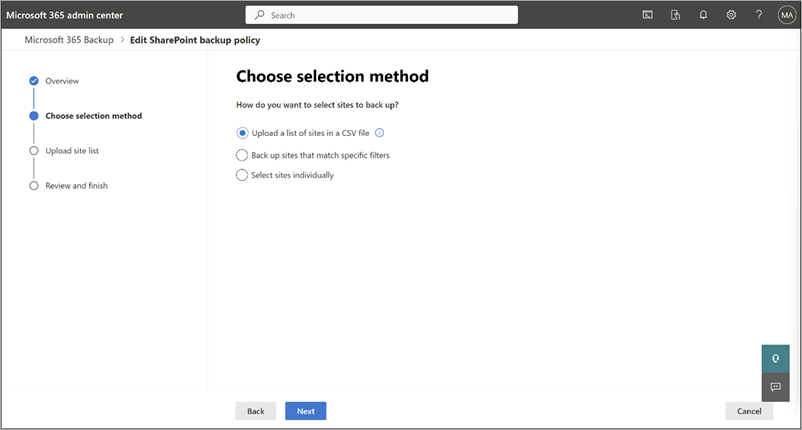 Microsoft 365 admin center
Search
MA
Microsoft 365 Backup > Edit SharePoint backup policy
Overview
Choose selection method
Upload site list
Review and finish
Choose selection method
How do you want to select sites to back up?
Upload a list of sites in a CSV file
Back up sites that match specific filters
Select sites individually
Back
Next
Cancel